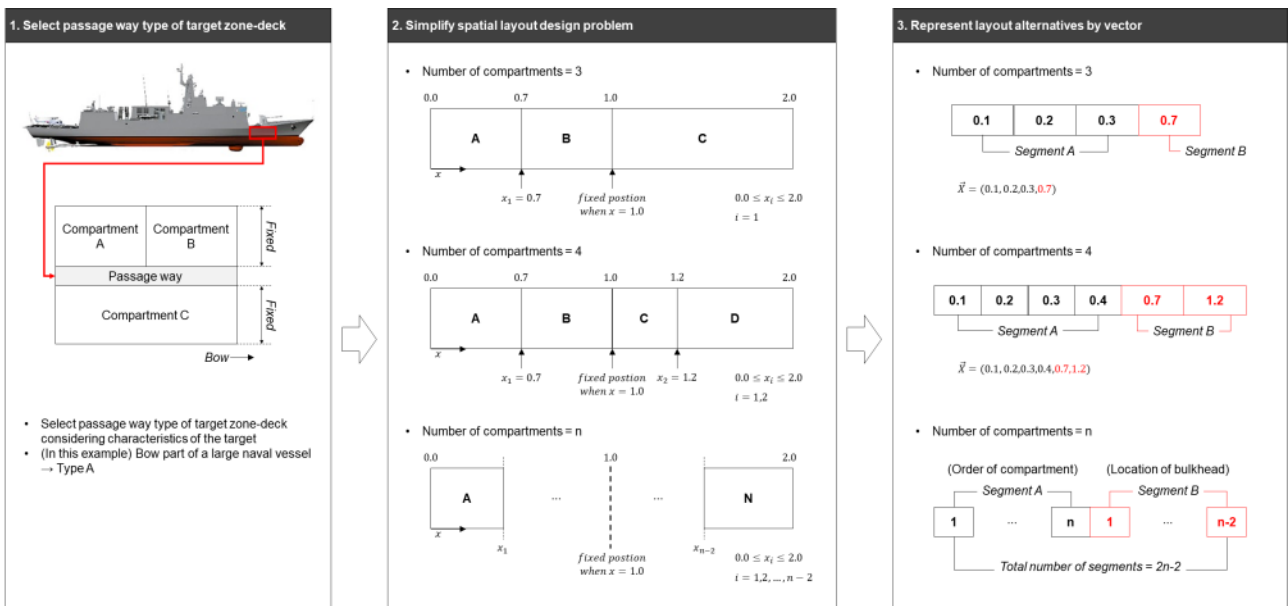 1. Select passage way type of target zone-deck
Compartment
A
Compartment
B
Fixed
Passage way
Compartment C
Fixed
Bow
• Select passage way type of target zone-deck
considering characteristics of the target
• (In this example) Bow part of a large naval vessel
→ Type A
2. Simplify spatial layout design problem
• Number of compartments = 3
0.0 0.7 1.0 2.0
A B C
x
x₁ = 0.7 fixed postion 0.0 ≤ xᵢ ≤ 2.0
when x = 1.0 i = 1
• Number of compartments = 4
0.0 0.7 1.0 1.2 2.0
A B C D
x
x₁ = 0.7 fixed postion x₂ = 1.2 0.0 ≤ xᵢ ≤ 2.0
when x = 1.0 i = 1,2
• Number of compartments = n
0.0 1.0 2.0
A ... ... N
x
x₁ fixed postion xₙ₋₂ 0.0 ≤ xᵢ ≤ 2.0
when x = 1.0 i = 1,2, ..., n − 2
3. Represent layout alternatives by vector
• Number of compartments = 3
0.1 0.2 0.3 0.7
Segment A Segment B
X⃗ = (0.1, 0.2,0.3,0.7)
• Number of compartments = 4
0.1 0.2 0.3 0.4 0.7 1.2
Segment A Segment B
X⃗ = (0.1, 0.2,0.3,0.4,0.7,1.2)
• Number of compartments = n
(Order of compartment) (Location of bulkhead)
Segment A Segment B
1 ... n 1 ... n-2
Total number of segments = 2n-2